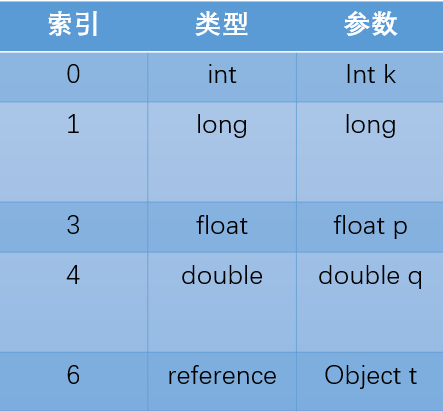 索引 类型 参数
0 int Int k
1 long long
3 float float p
4 double double q
6 reference Object t